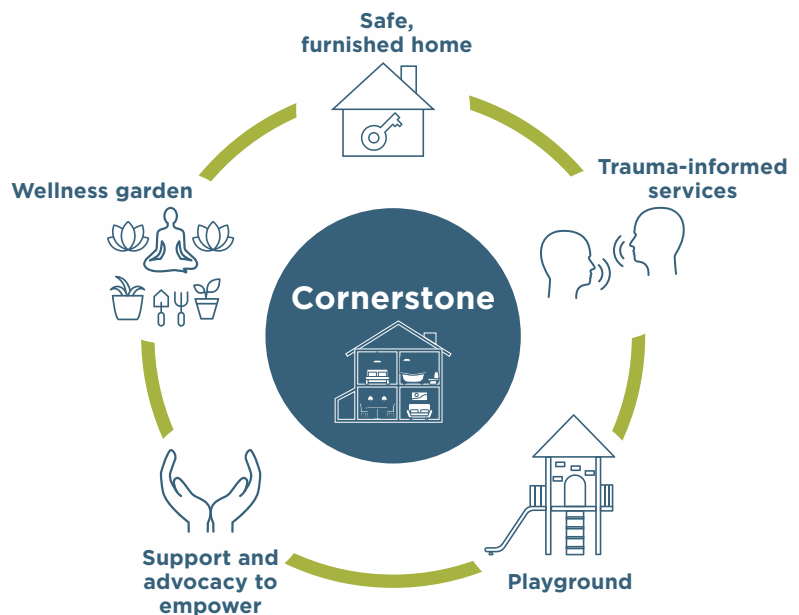 Safe,
furnished home
Trauma-informed
services
Wellness garden
Cornerstone
Support and
advocacy to
empower
Playground